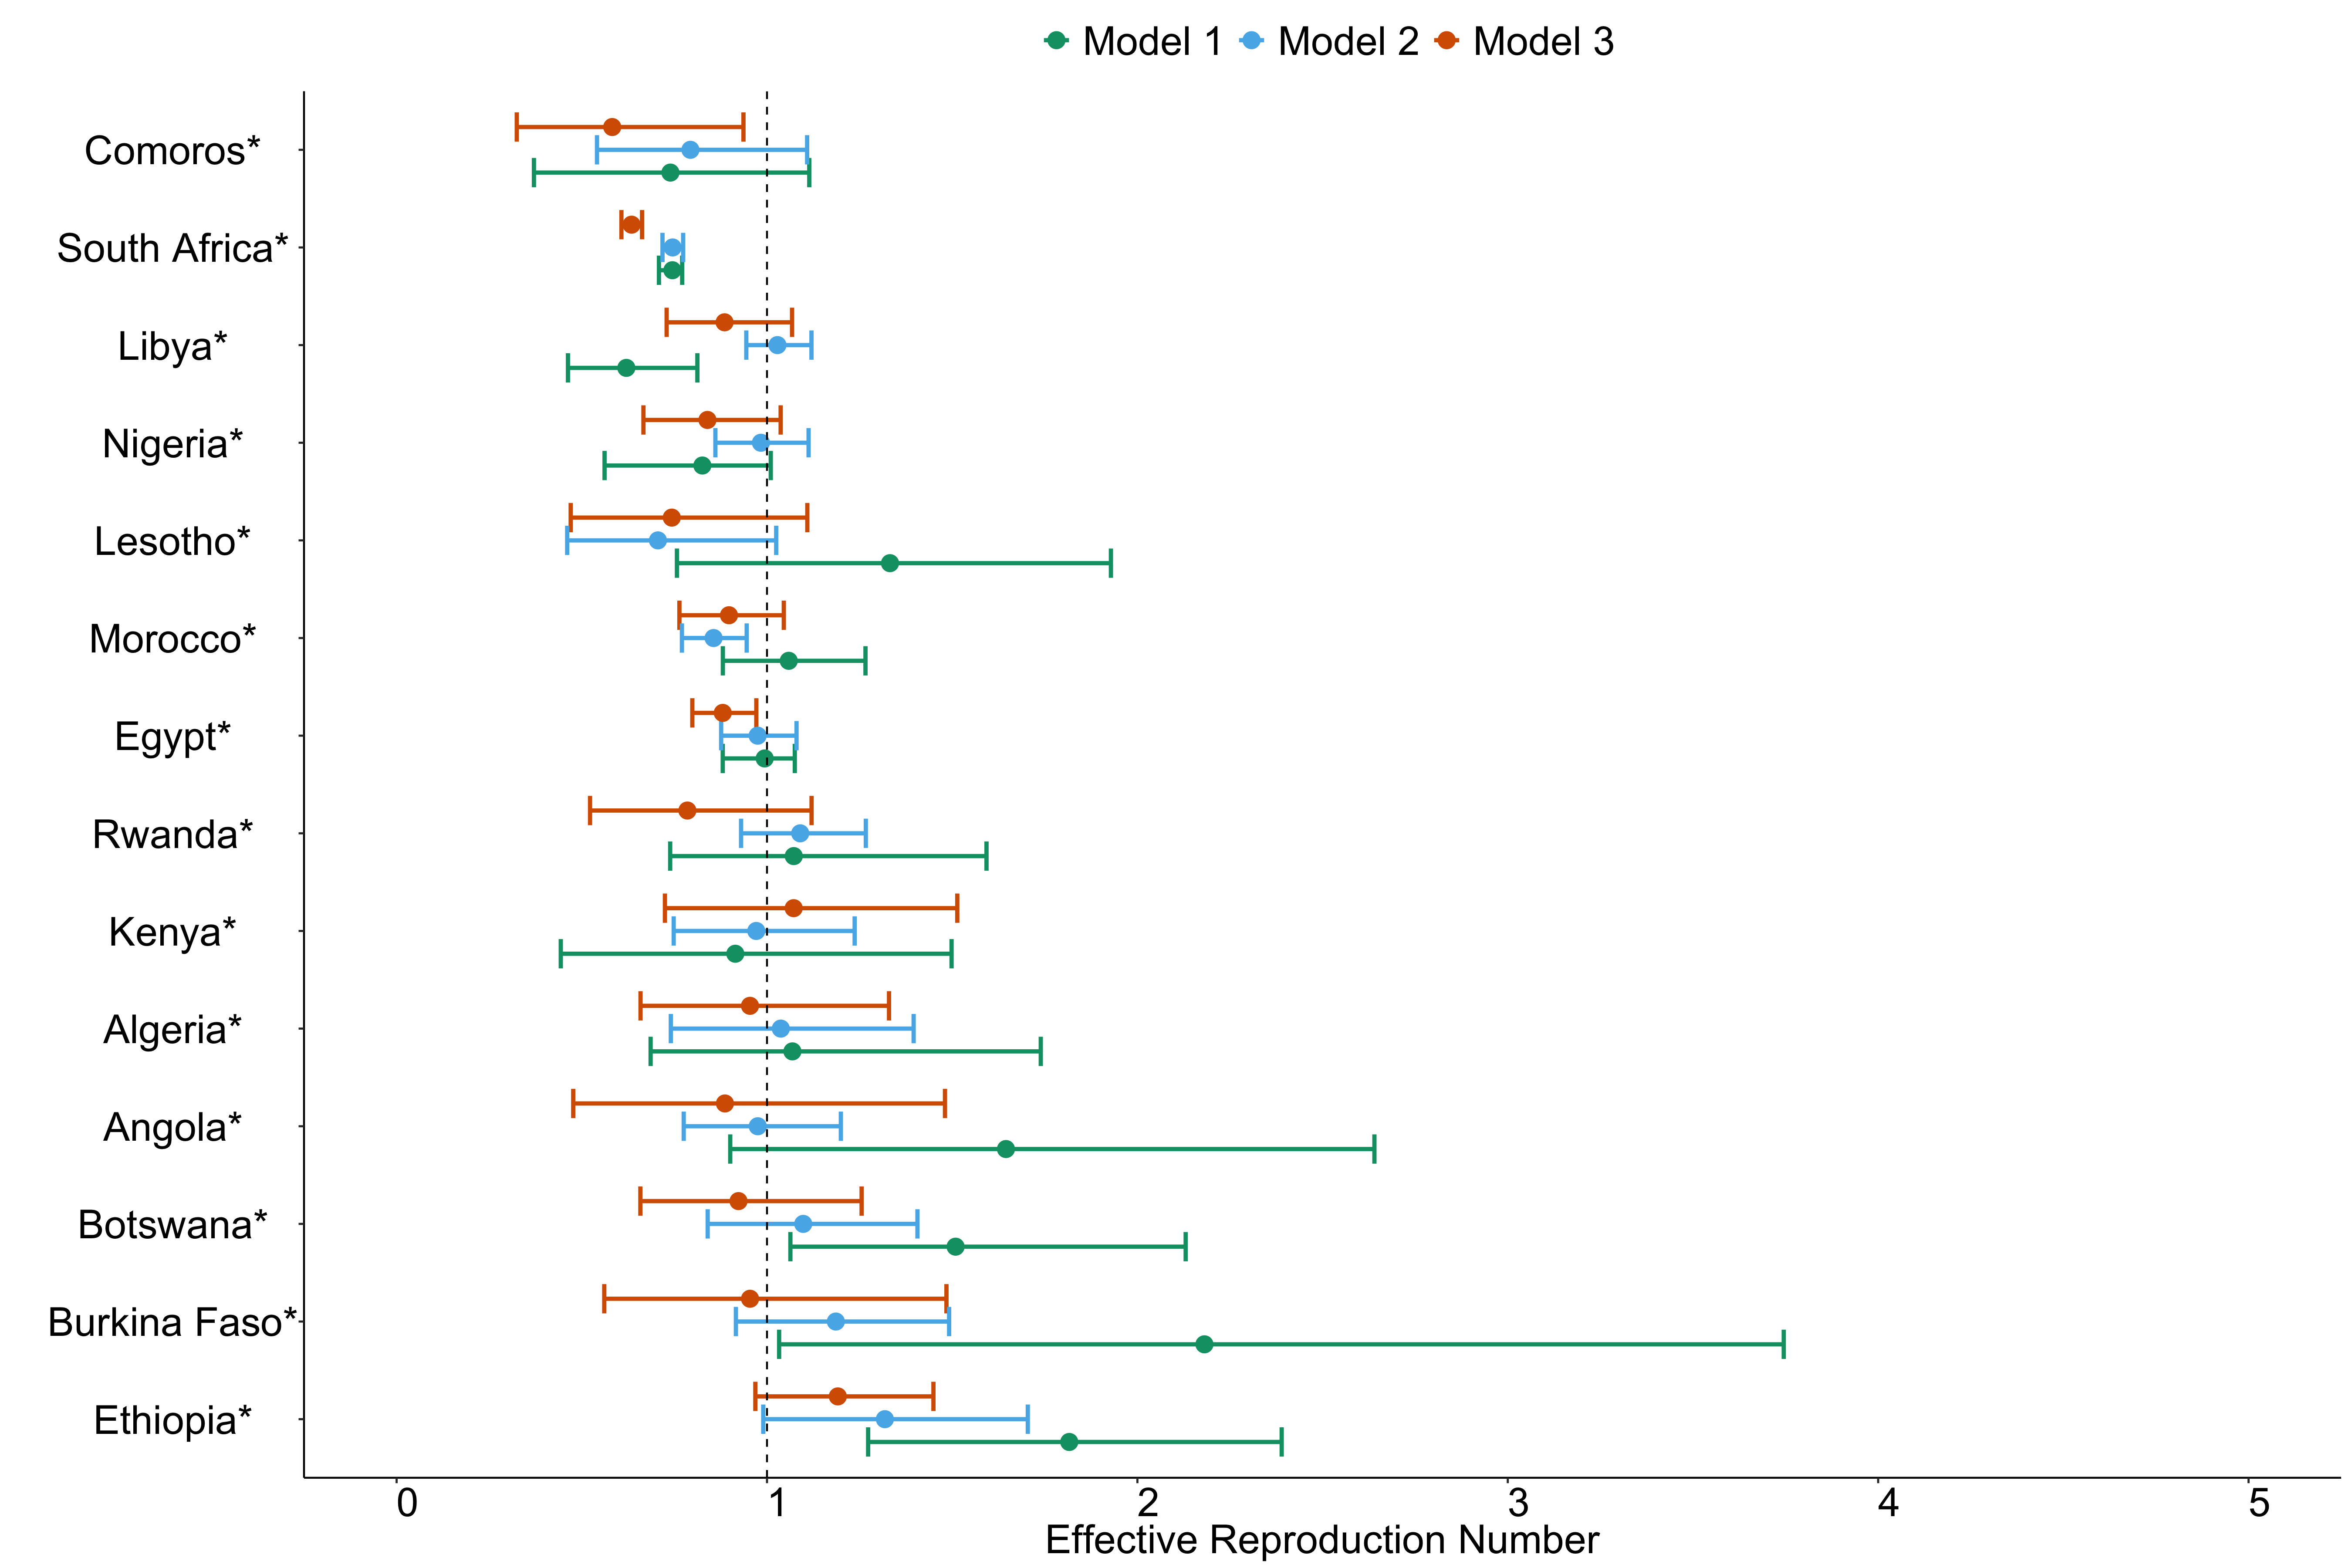 Model 1 Model 2 Model 3
Comoros*
South Africa*
Libya*
Nigeria*
Lesotho*
Morocco*
Egypt*
Rwanda*
Kenya*
Algeria*
Angola*
Botswana*
Burkina Faso*
Ethiopia*
0 1 2 3 4 5
Effective Reproduction Number